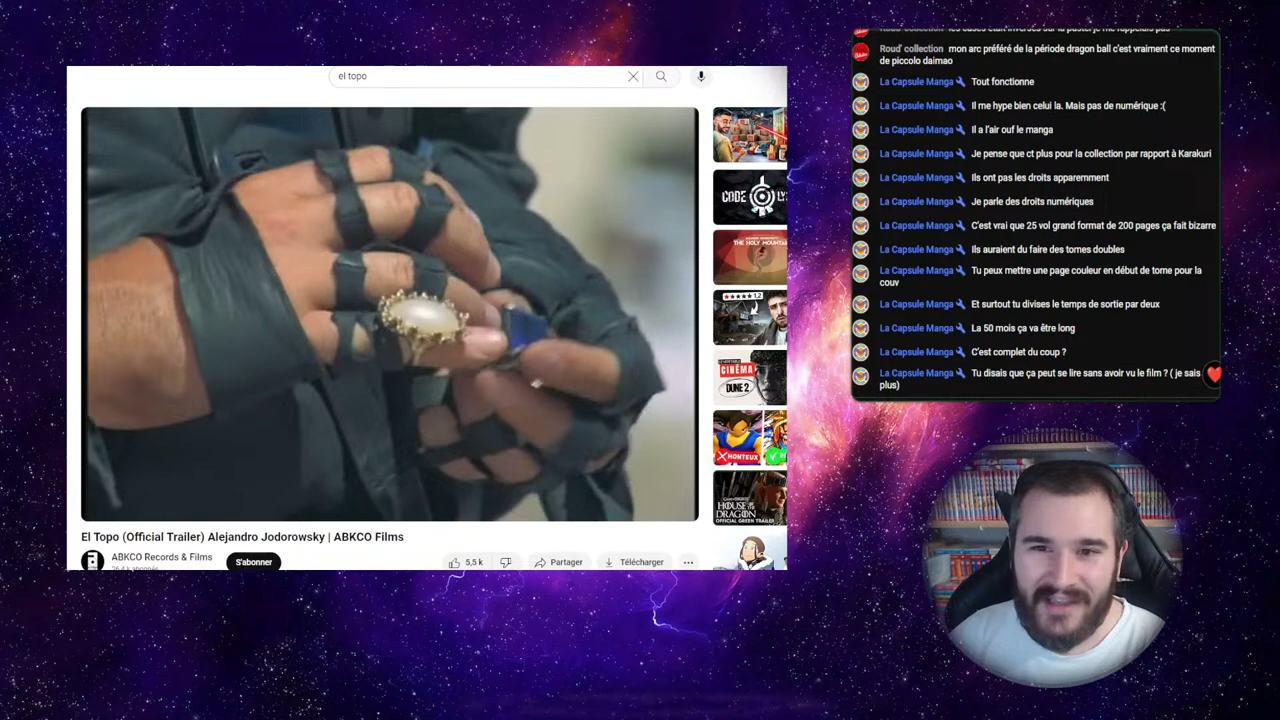 el topo
El Topo (Official Trailer) Alejandro Jodorowsky | ABKCO Films
ABKCO Records & Films
S'abonner
5,5 k
Partager
Télécharger
CODE
THE HOLY MOUNTAIN
1,2
CINÉMA
DUNE 2
HONTEUX
HOUSE OF THE
DRAGON
OFFICIAL GREEN TRAILER
Roud' collection mon arc préféré de la période dragon ball c'est vraiment ce moment
de piccolo daimao
La Capsule Manga Tout fonctionne
La Capsule Manga Il me hype bien celui la. Mais pas de numérique :(
La Capsule Manga Il a l'air ouf le manga
La Capsule Manga Je pense que ct plus pour la collection par rapport à Karakuri
La Capsule Manga Ils ont pas les droits apparemment
La Capsule Manga Je parle des droits numériques
La Capsule Manga C'est vrai que 25 vol grand format de 200 pages ça fait bizarre
La Capsule Manga Ils auraient du faire des tomes doubles
La Capsule Manga Tu peux mettre une page couleur en début de tome pour la
couv
La Capsule Manga Et surtout tu divises le temps de sortie par deux
La Capsule Manga La 50 mois ça va être long
La Capsule Manga C'est complet du coup ?
La Capsule Manga Tu disais que ça peut se lire sans avoir vu le film ? ( je sais
plus)